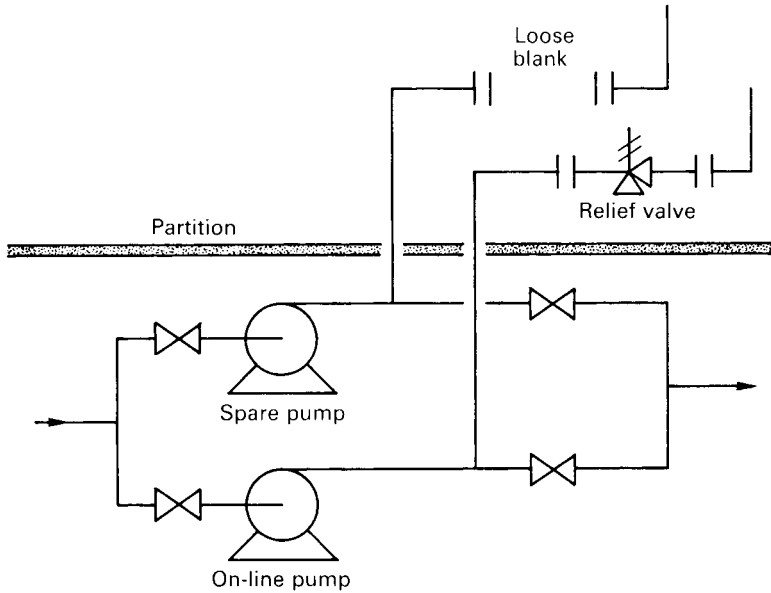 Loose
blank
Relief valve
Partition
Spare pump
On-line pump